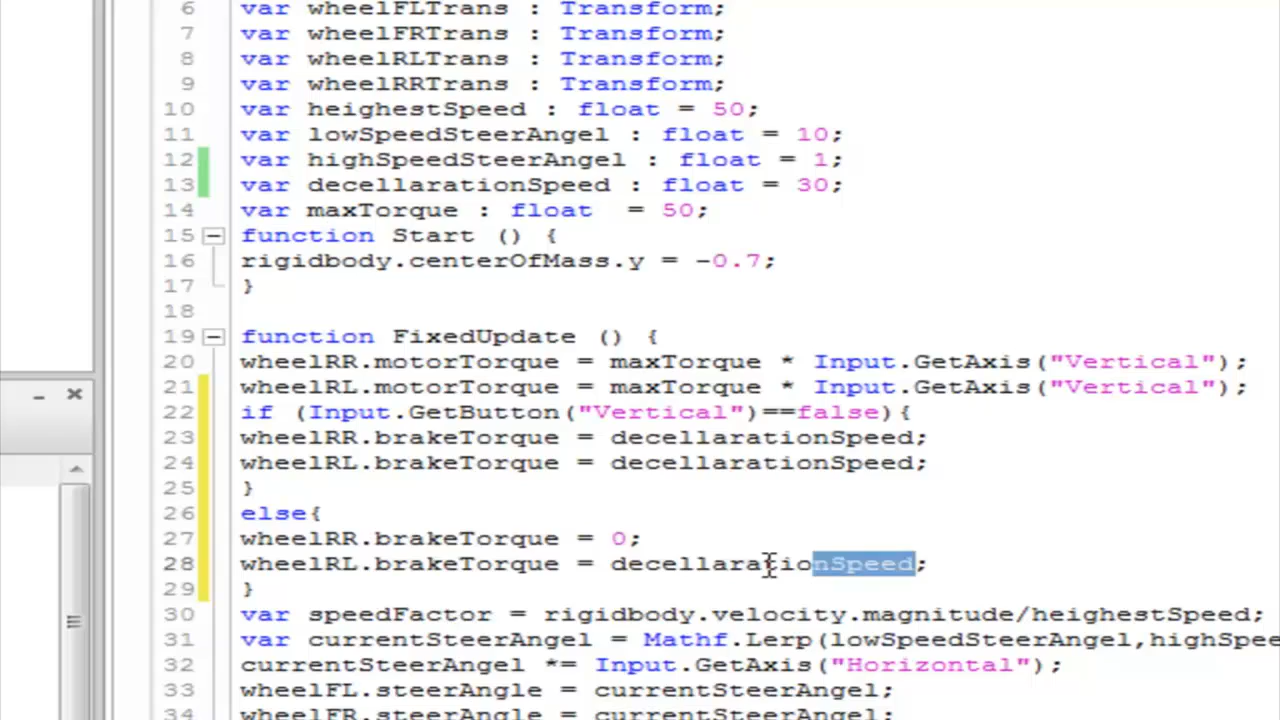 6 var wheelFLTrans : Transform;
7 var wheelFRTrans : Transform;
8 var wheelRLTrans : Transform;
9 var wheelRRTrans : Transform;
10 var heighestSpeed : float = 50;
11 var lowSpeedSteerAngel : float = 10;
12 var highSpeedSteerAngel : float = 1;
13 var decellarationSpeed : float = 30;
14 var maxTorque : float  = 50;
15 function Start () {
16 rigidbody.centerOfMass.y = -0.7;
17 }
18
19 function FixedUpdate () {
20 wheelRR.motorTorque = maxTorque * Input.GetAxis("Vertical");
21 wheelRL.motorTorque = maxTorque * Input.GetAxis("Vertical");
22 if (Input.GetButton("Vertical")==false){
23 wheelRR.brakeTorque = decellarationSpeed;
24 wheelRL.brakeTorque = decellarationSpeed;
25 }
26 else{
27 wheelRR.brakeTorque = 0;
28 wheelRL.brakeTorque = decellarationSpeed;
29 }
30 var speedFactor = rigidbody.velocity.magnitude/heighestSpeed;
31 var currentSteerAngel = Mathf.Lerp(lowSpeedSteerAngel,highSpee
32 currentSteerAngel *= Input.GetAxis("Horizontal");
33 wheelFL.steerAngle = currentSteerAngel;
34 wheelFR.steerAngle = currentSteerAngel;